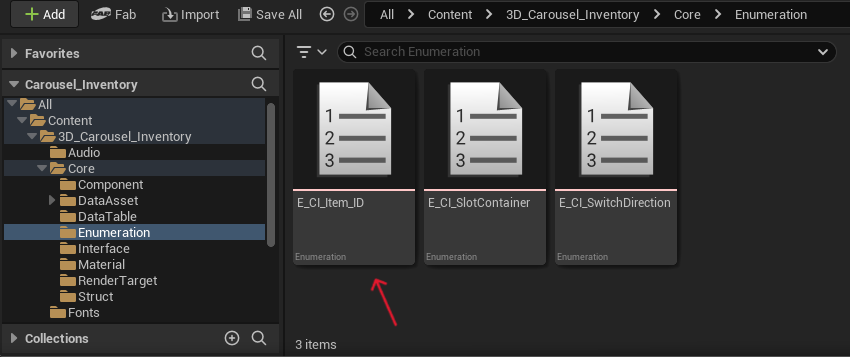 Add Fab Import Save All All Content 3D_Carousel_Inventory Core Enumeration
Favorites
Search Enumeration
Carousel_Inventory
All
Content
3D_Carousel_Inventory
Audio
Core
Component
DataAsset
DataTable
Enumeration
Interface
Material
RenderTarget
Struct
Fonts
Collections
1
2
3
E_CI_Item_ID
Enumeration
1
2
3
E_CI_SlotContainer
Enumeration
1
2
3
E_CI_SwitchDirection
Enumeration
3 items